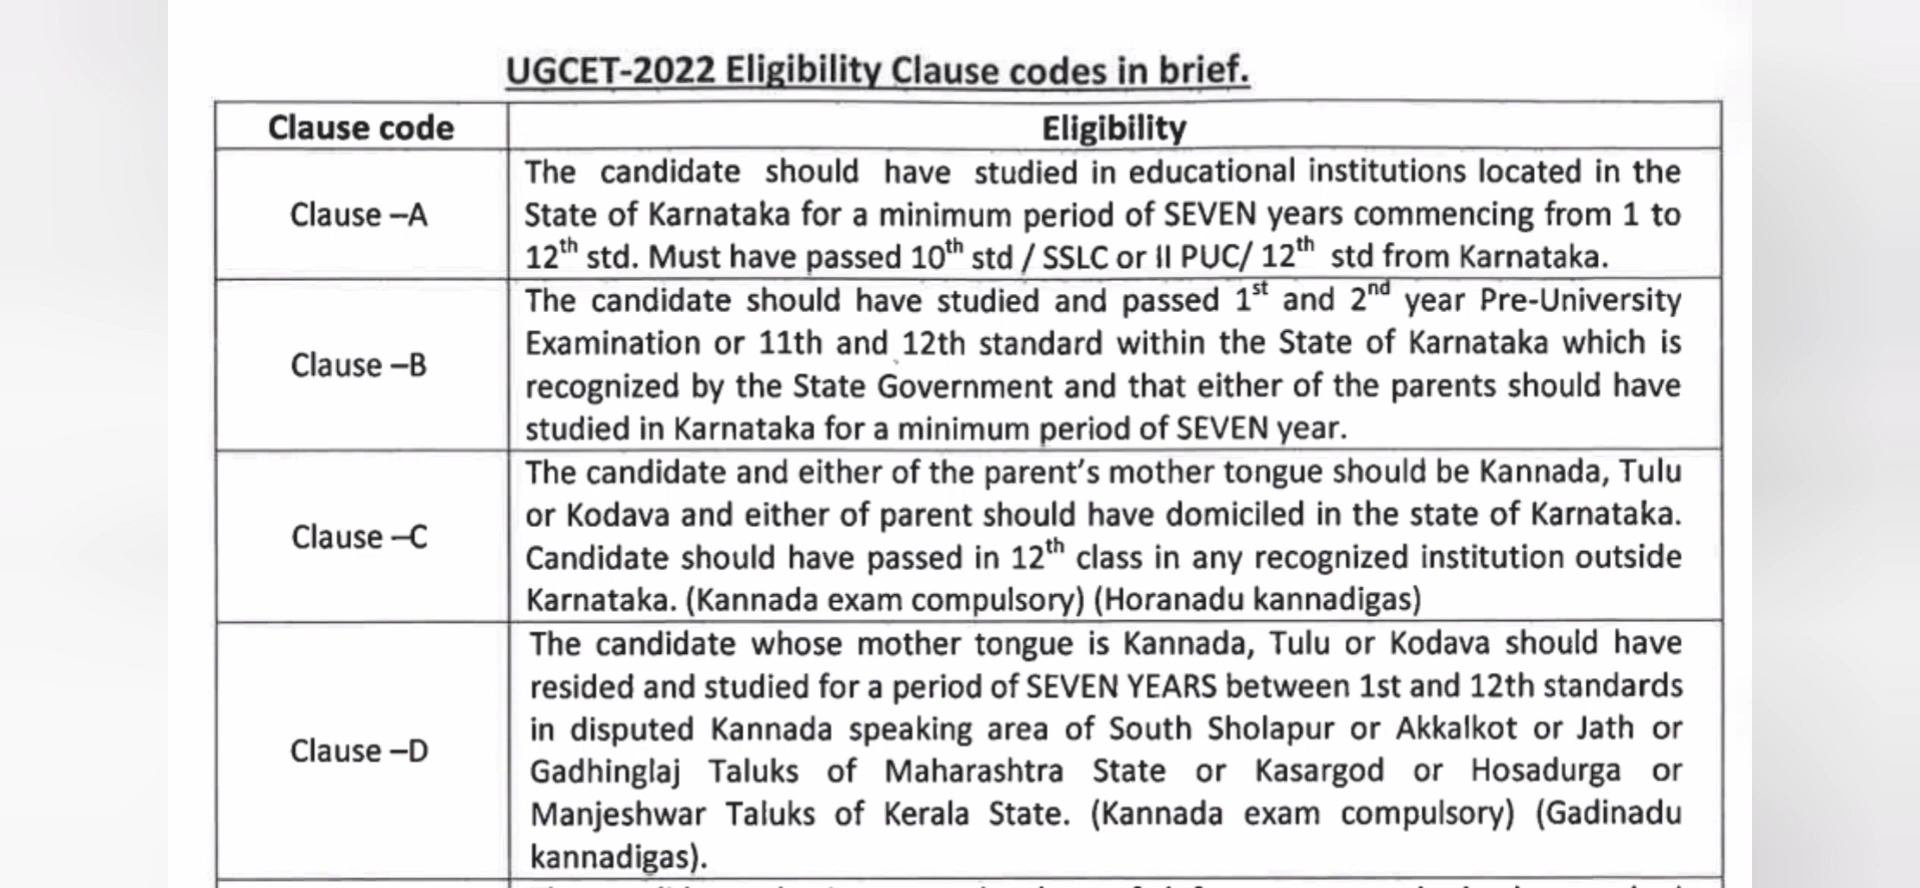 UGCET-2022 Eligibility Clause codes in brief.
Clause code
Eligibility
Clause –A
The candidate should have studied in educational institutions located in the
State of Karnataka for a minimum period of SEVEN years commencing from 1 to
12th std. Must have passed 10th std / SSLC or II PUC/ 12th std from Karnataka.
Clause –B
The candidate should have studied and passed 1st and 2nd year Pre-University
Examination or 11th and 12th standard within the State of Karnataka which is
recognized by the State Government and that either of the parents should have
studied in Karnataka for a minimum period of SEVEN year.
Clause –C
The candidate and either of the parent's mother tongue should be Kannada, Tulu
or Kodava and either of parent should have domiciled in the state of Karnataka.
Candidate should have passed in 12th class in any recognized institution outside
Karnataka. (Kannada exam compulsory) (Horanadu kannadigas)
Clause –D
The candidate whose mother tongue is Kannada, Tulu or Kodava should have
resided and studied for a period of SEVEN YEARS between 1st and 12th standards
in disputed Kannada speaking area of South Sholapur or Akkalkot or Jath or
Gadhinglaj Taluks of Maharashtra State or Kasargod or Hosadurga or
Manjeshwar Taluks of Kerala State. (Kannada exam compulsory) (Gadinadu
kannadigas).